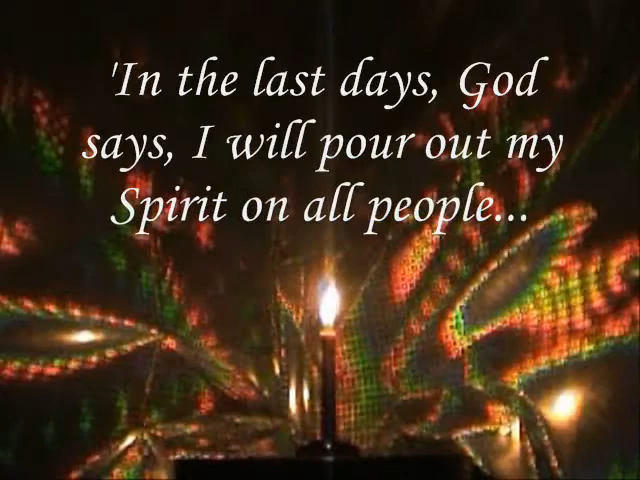 'In the last days, God
says, I will pour out my
Spirit on all people...